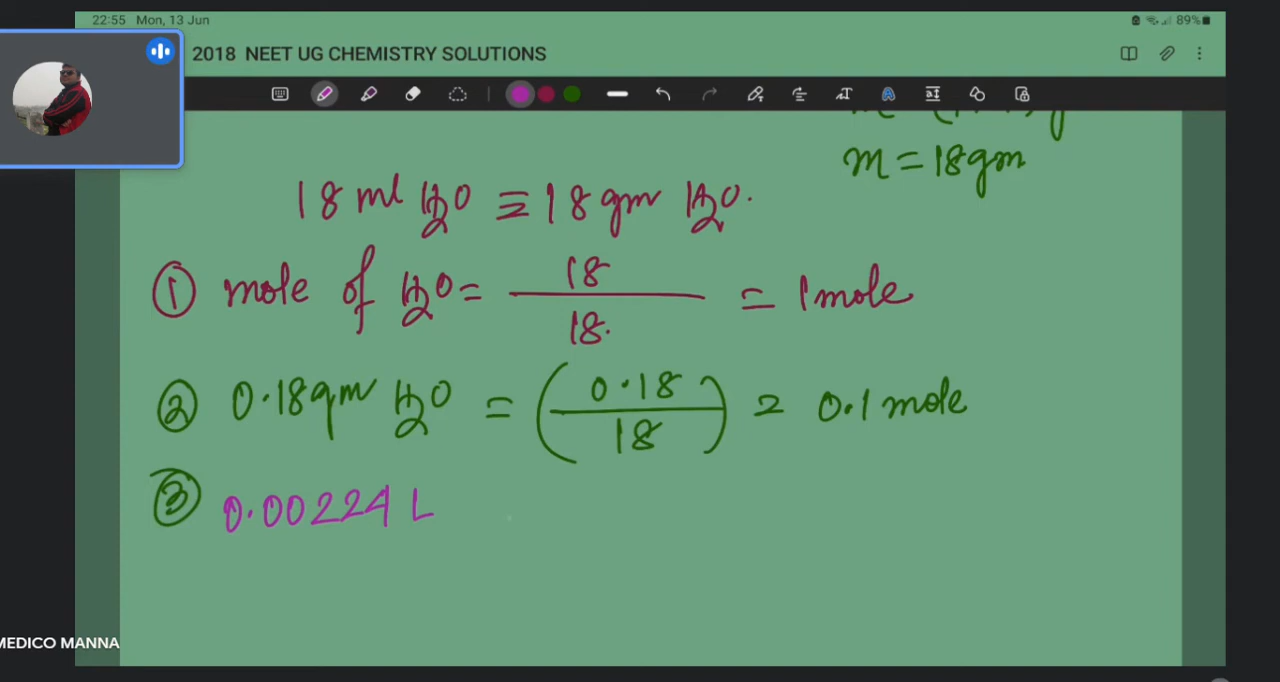 22:55 Mon, 13 Jun
89%
2018 NEET UG CHEMISTRY SOLUTIONS
m = 18gm
18 ml H2O ≡ 18 gm H2O.
① mole of H2O = 18 / 18. = 1 mole
② 0.18gm H2O = (0.18 / 18) = 0.1 mole
③ 0.00224 L
MEDICO MANNA